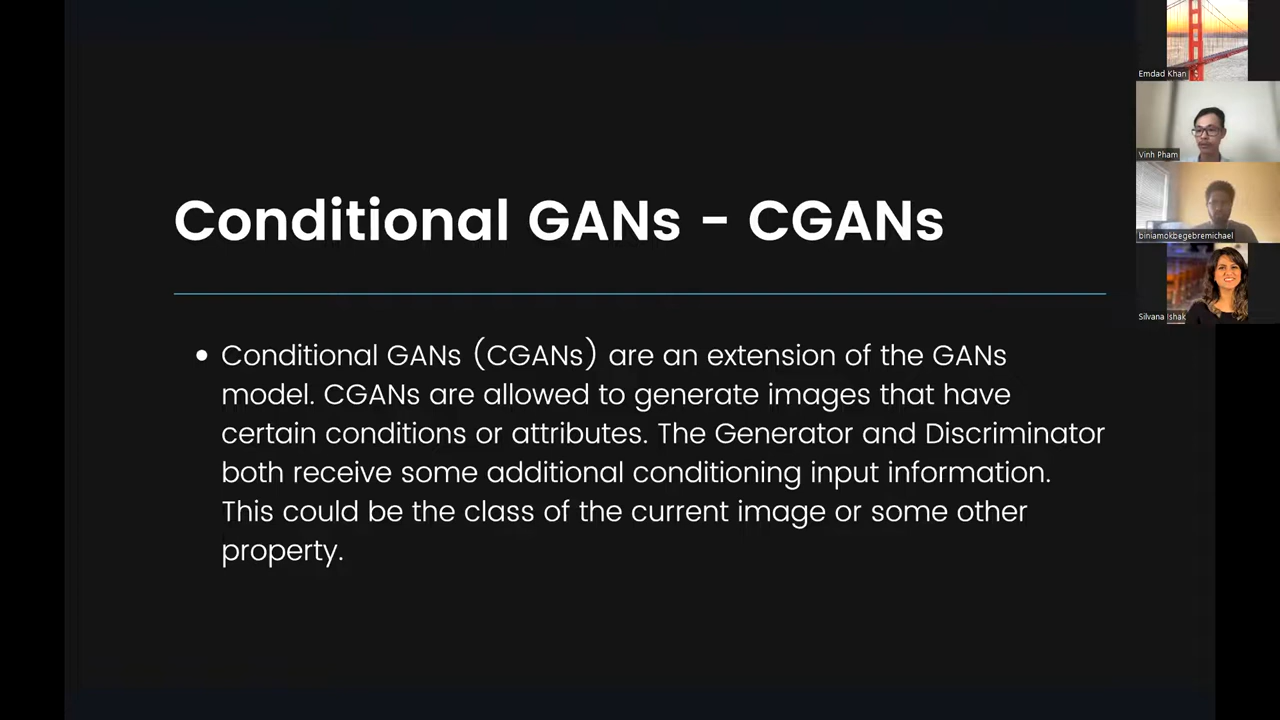 Conditional GANs - CGANs
• Conditional GANs (CGANs) are an extension of the GANs
model. CGANs are allowed to generate images that have
certain conditions or attributes. The Generator and Discriminator
both receive some additional conditioning input information.
This could be the class of the current image or some other
property.
Emdad Khan
Vinh Pham
biniamokbegebremichael
Silvana Ishak